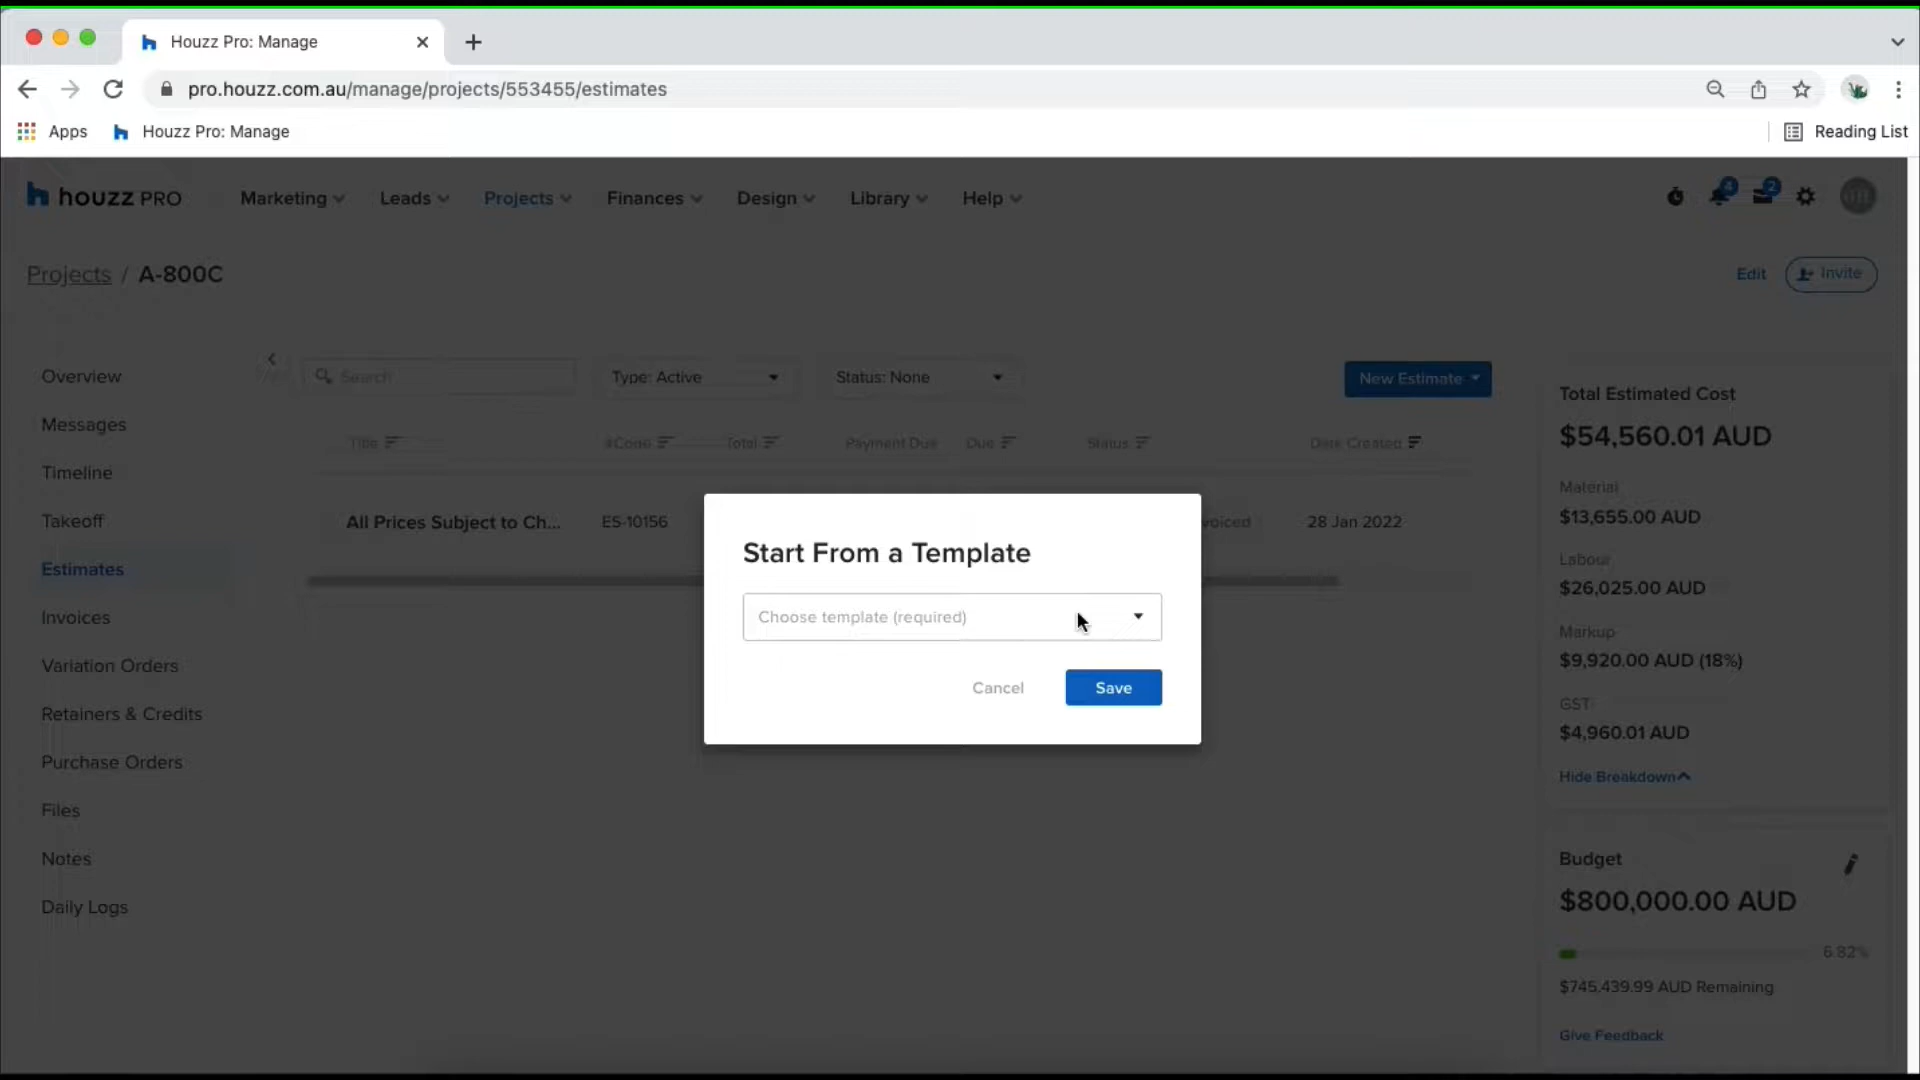 Houzz Pro: Manage
pro.houzz.com.au/manage/projects/553455/estimates
Apps
Houzz Pro: Manage
Reading List
houzz PRO
Marketing
Leads
Projects
Finances
Design
Library
Help
4
2
Projects / A-800C
Edit
Invite
Overview
Messages
Timeline
Takeoff
Estimates
Invoices
Variation Orders
Retainers & Credits
Purchase Orders
Files
Notes
Daily Logs
Search
Type: Active
Status: None
New Estimate
Title
#Code
Total
Payment Due
Due
Status
Date Created
All Prices Subject to Ch...
ES-10156
voiced
28 Jan 2022
Start From a Template
Choose template (required)
Cancel
Save
Total Estimated Cost
$54,560.01 AUD
Material
$13,655.00 AUD
Labour
$26,025.00 AUD
Markup
$9,920.00 AUD (18%)
GST
$4,960.01 AUD
Hide Breakdown
Budget
$800,000.00 AUD
6.82%
$745,439.99 AUD Remaining
Give Feedback